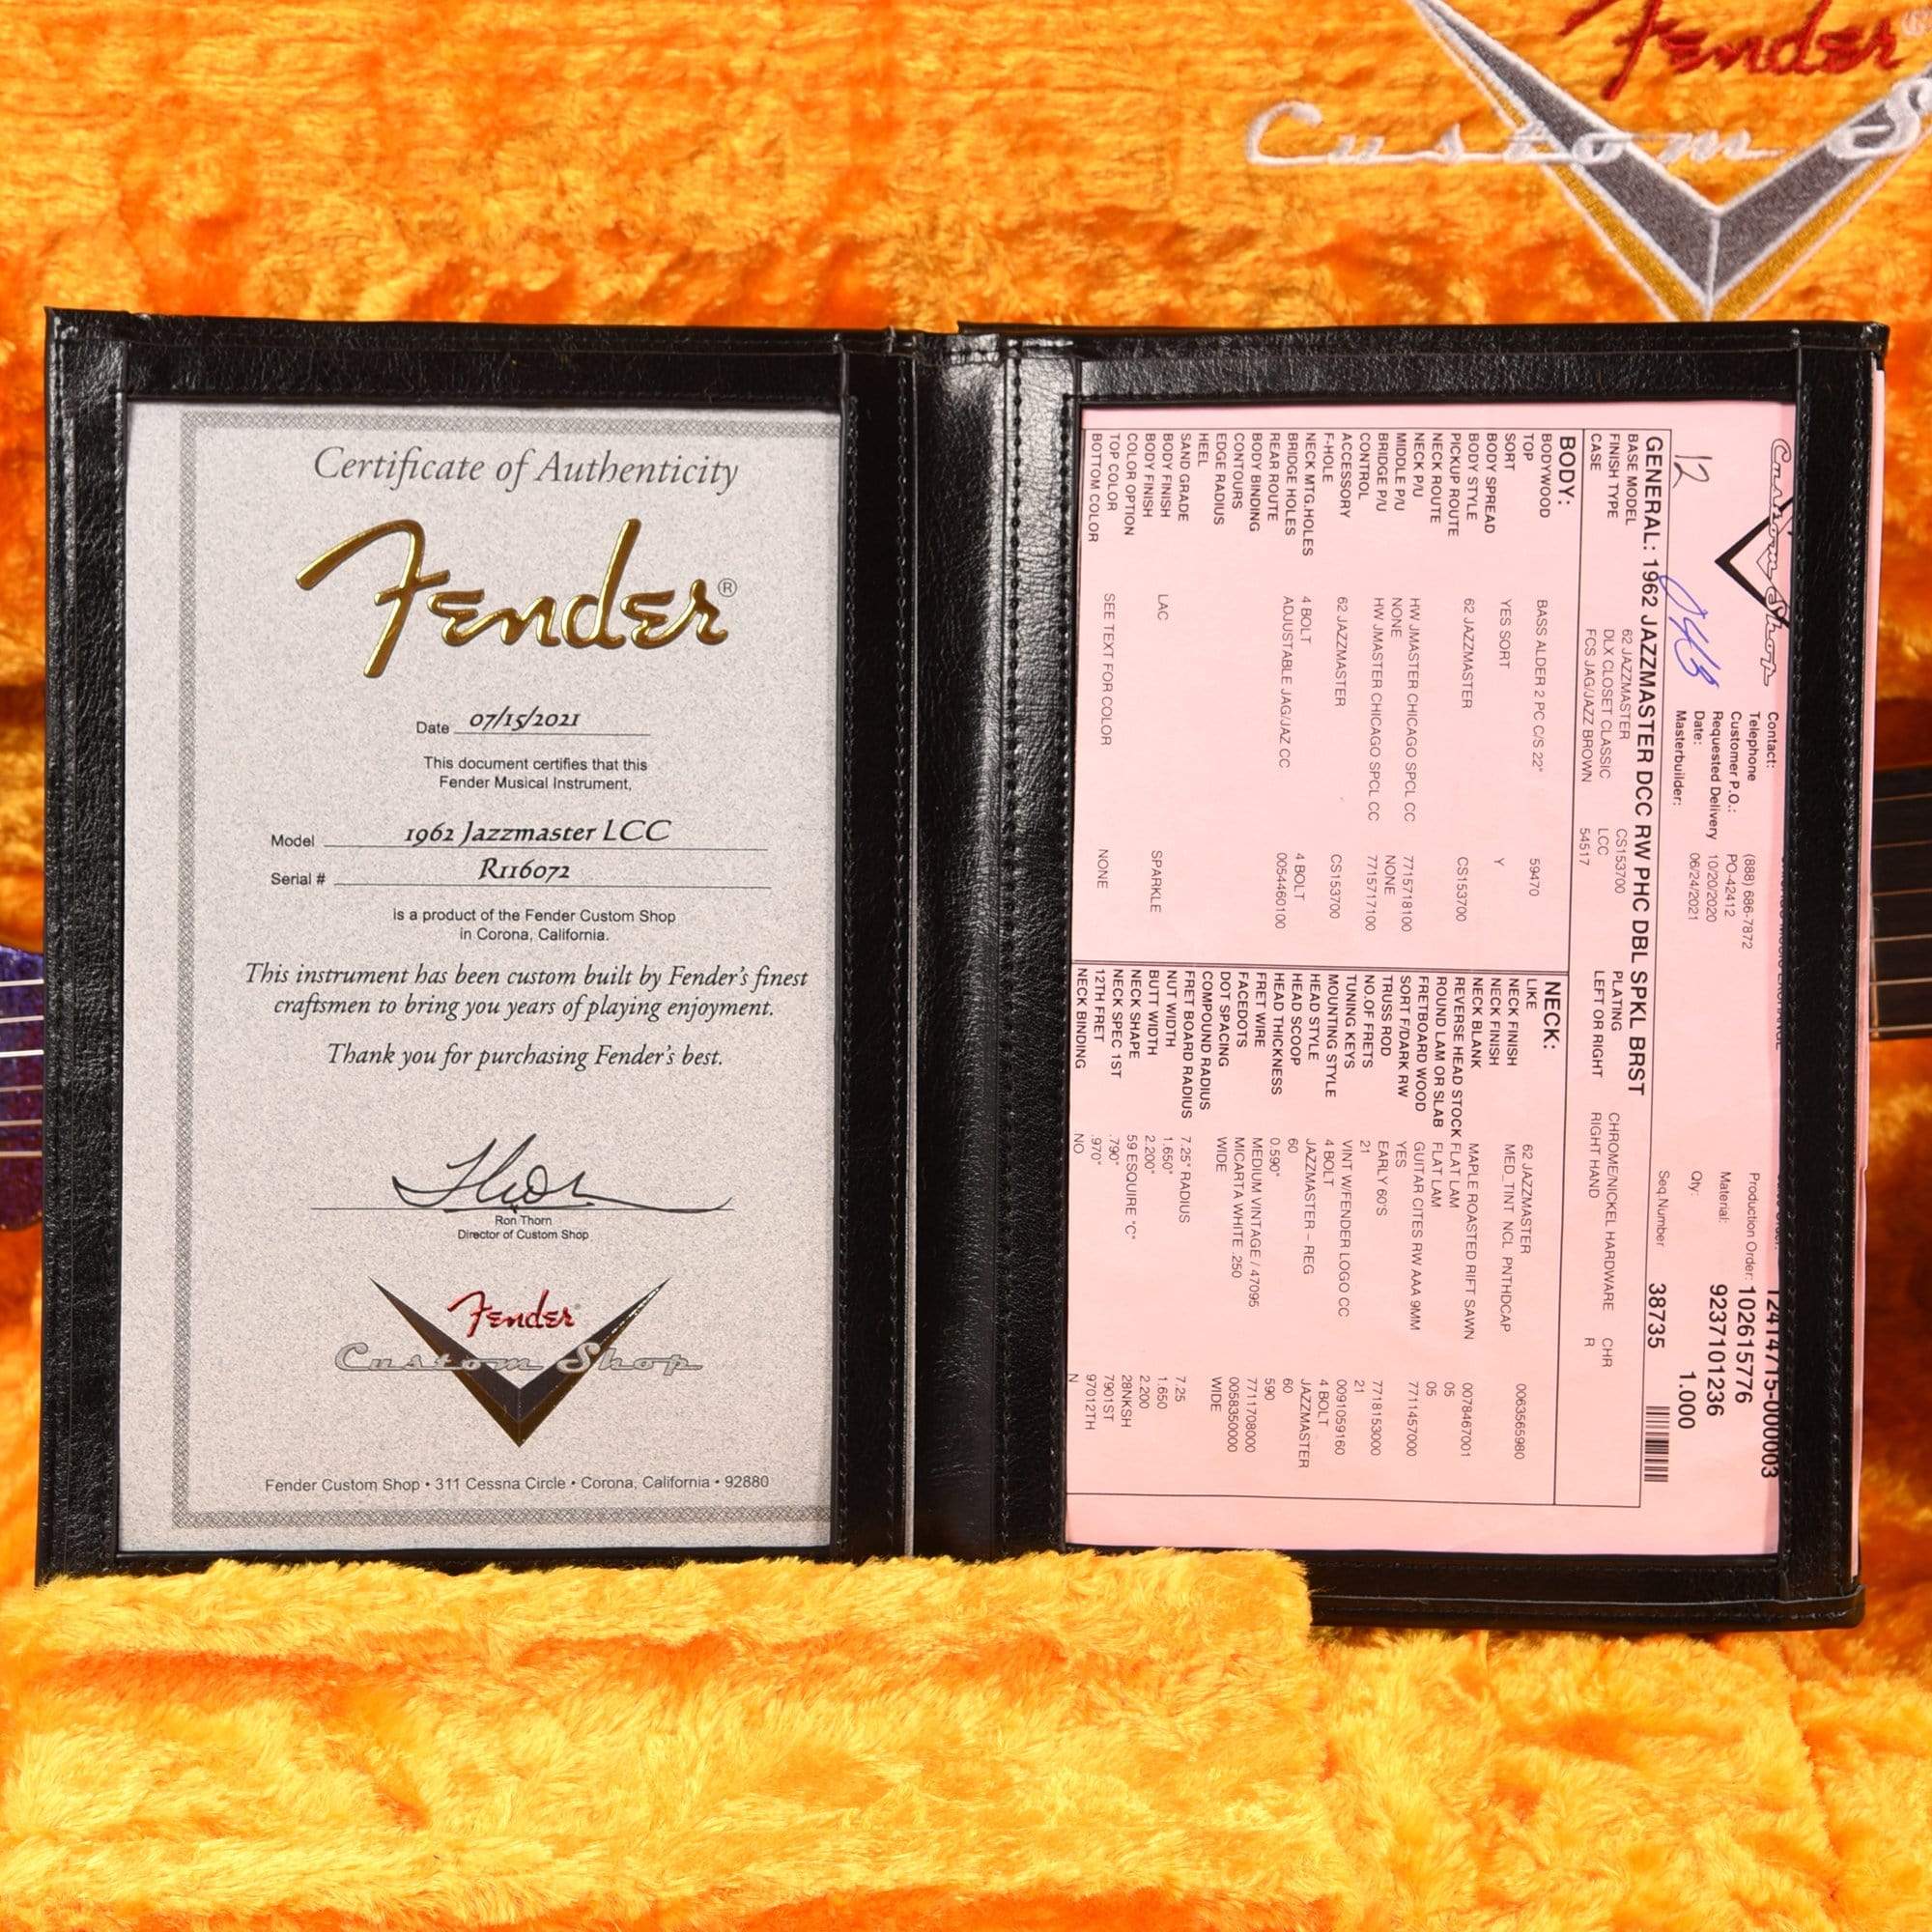 Fender®
Custom S
Certificate of Authenticity
Fender®
Date 07/15/2021
This document certifies that this
Fender Musical Instrument,
Model 1962 Jazzmaster LCC
Serial # R116072
is a product of the Fender Custom Shop
in Corona, California.
This instrument has been custom built by Fender's finest
craftsmen to bring you years of playing enjoyment.
Thank you for purchasing Fender's best.
Ron Thorn
Director of Custom Shop
Fender
Custom Shop
Fender Custom Shop • 311 Cessna Circle • Corona, California • 92880
Custom Shop
12
12414715-000003
Contact:
Telephone (888) 686-7872
Customer P.O.: PO-42412
Requested Delivery 10/20/2020
Date: 06/24/2021
Masterbuilder:
Production Order: 102615776
Material: 9237101236
Qty: 1.000
Seq.Number 38735
GENERAL: 1962 JAZZMASTER DCC RW PHC DBL SPKL BRST
BASE MODEL 62 JAZZMASTER CS153700
FINISH TYPE DLX CLOSET CLASSIC LCC
CASE FCS JAG/JAZZ BROWN 54517
PLATING CHROME/NICKEL HARDWARE CHR
LEFT OR RIGHT RIGHT HAND R
BODY:
BODYWOOD BASS ALDER 2 PC C/S 22" 59470
TOP
SORT YES SORT Y
BODY SPREAD
BODY STYLE 62 JAZZMASTER CS153700
PICKUP ROUTE
NECK ROUTE
NECK P/U HW JMASTER CHICAGO SPCL CC 7715718100
MIDDLE P/U NONE NONE
BRIDGE P/U HW JMASTER CHICAGO SPCL CC 7715717100
CONTROL
ACCESSORY 62 JAZZMASTER CS153700
F-HOLE
NECK MTG.HOLES 4 BOLT 4 BOLT
BRIDGE HOLES ADJUSTABLE JAG/JAZ CC 0054460100
REAR ROUTE
BODY BINDING
CONTOURS
EDGE RADIUS
HEEL
SAND GRADE
BODY FINISH LAC SPARKLE
BODY FINISH
COLOR OPTION
TOP COLOR SEE TEXT FOR COLOR NONE
BOTTOM COLOR
NECK:
LIKE 62 JAZZMASTER
NECK FINISH MED_TINT NCL PNTHDCAP 0063565980
NECK FINISH
NECK BLANK MAPLE ROASTED RIFT SAWN 0078467001
REVERSE HEAD STOCK FLAT LAM 05
ROUND LAM OR SLAB FLAT LAM 05
FRETBOARD WOOD GUITAR CITES RW AAA 9MM 7711457000
SORT F/DARK RW YES
TRUSS ROD EARLY 60'S 7718153000
NO.OF FRETS 21 21
TUNING KEYS VINT W/FENDER LOGO CC 0091059160
MOUNTING STYLE 4 BOLT 4 BOLT
HEAD STYLE JAZZMASTER – REG JAZZMASTER
HEAD SCOOP 60 60
HEAD THICKNESS 0.590" 590
FRET WIRE MEDIUM VINTAGE / 47095 7711708000
FACEDOTS MICARTA WHITE .250 0058350000
DOT SPACING WIDE WIDE
COMPOUND RADIUS
FRET BOARD RADIUS 7.25" RADIUS 7.25
NUT WIDTH 1.650" 1.650
BUTT WIDTH 2.200" 2.200
NECK SHAPE 59 ESQUIRE "C" 28NKSH
NECK SPEC 1ST .790" 7901ST
12TH FRET .970" 97012TH
NECK BINDING NO N